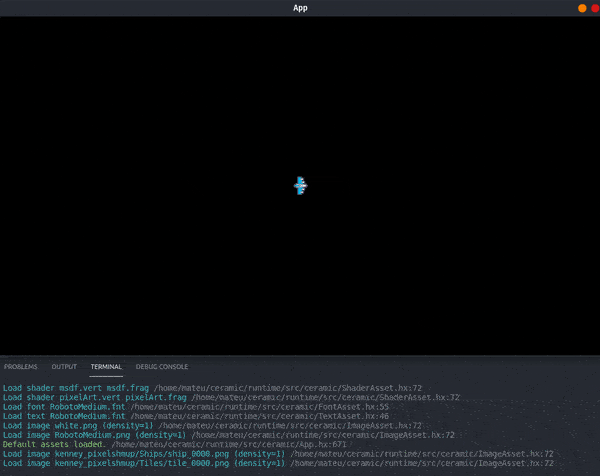 App
PROBLEMS OUTPUT TERMINAL DEBUG CONSOLE
Load shader msdf.vert msdf.frag /home/mateu/ceramic/runtime/src/ceramic/ShaderAsset.hx:72
Load shader pixelArt.vert pixelArt.frag /home/mateu/ceramic/runtime/src/ceramic/ShaderAsset.hx:72
Load font RobotoMedium.fnt /home/mateu/ceramic/runtime/src/ceramic/FontAsset.hx:55
Load text RobotoMedium.fnt /home/mateu/ceramic/runtime/src/ceramic/TextAsset.hx:46
Load image white.png (density=1) /home/mateu/ceramic/runtime/src/ceramic/ImageAsset.hx:72
Load image RobotoMedium.png (density=1) /home/mateu/ceramic/runtime/src/ceramic/ImageAsset.hx:72
Default assets loaded. /home/mateu/ceramic/runtime/src/ceramic/App.hx:671
Load image kenney_pixelshmup/Ships/ship_0000.png (density=1) /home/mateu/ceramic/runtime/src/ceramic/ImageAsset.hx:72
Load image kenney_pixelshmup/Tiles/tile_0000.png (density=1) /home/mateu/ceramic/runtime/src/ceramic/ImageAsset.hx:72